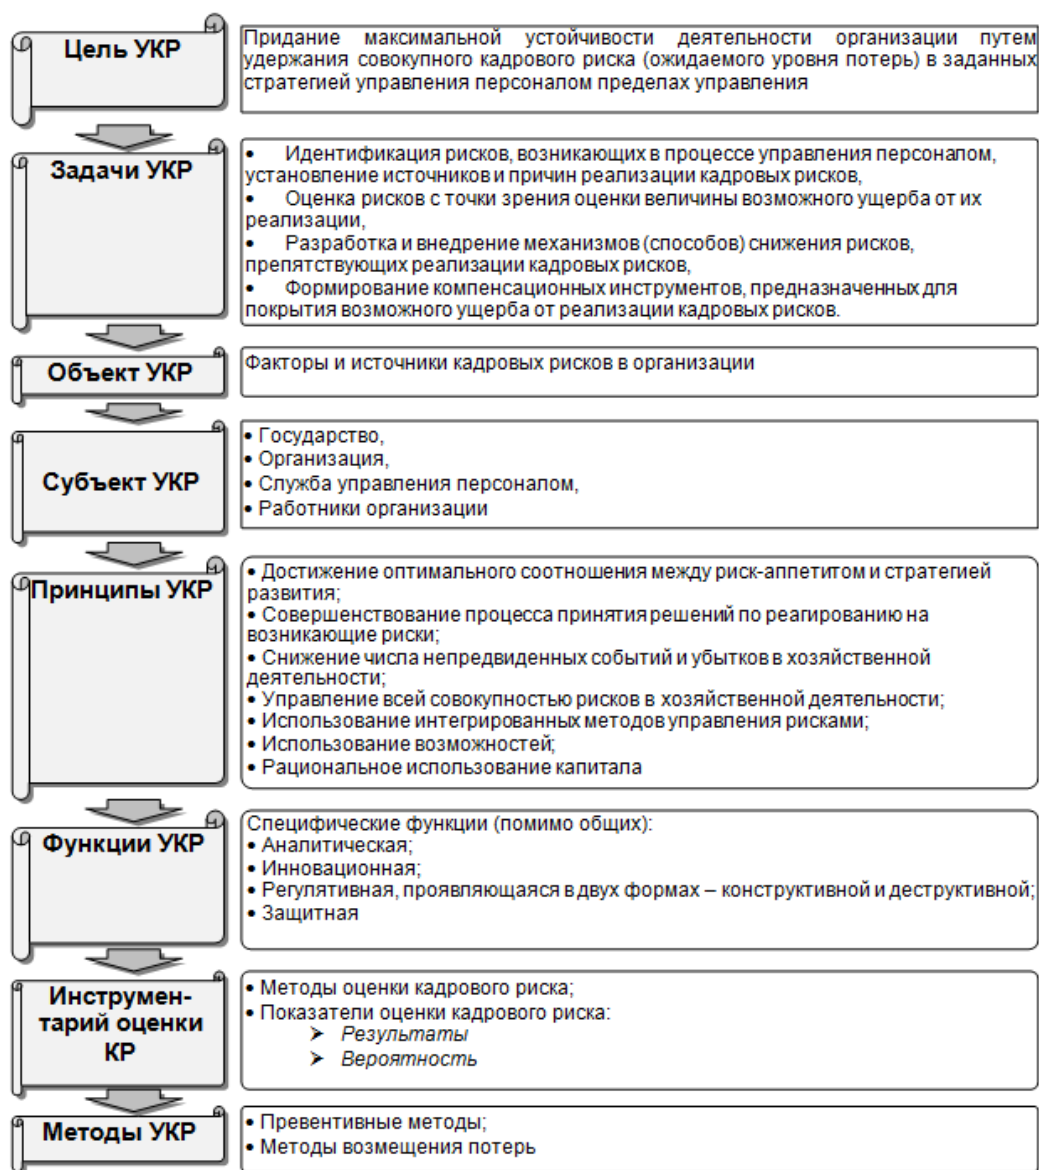 Цель УКР
Придание максимальной устойчивости деятельности организации путем
удержания совокупного кадрового риска (ожидаемого уровня потерь) в заданных
стратегией управления персоналом пределах управления
Задачи УКР
• Идентификация рисков, возникающих в процессе управления персоналом,
установление источников и причин реализации кадровых рисков,
• Оценка рисков с точки зрения оценки величины возможного ущерба от их
реализации,
• Разработка и внедрение механизмов (способов) снижения рисков,
препятствующих реализации кадровых рисков,
• Формирование компенсационных инструментов, предназначенных для
покрытия возможного ущерба от реализации кадровых рисков.
Объект УКР
Факторы и источники кадровых рисков в организации
Субъект УКР
• Государство,
• Организация,
• Служба управления персоналом,
• Работники организации
Принципы УКР
• Достижение оптимального соотношения между риск-аппетитом и стратегией
развития;
• Совершенствование процесса принятия решений по реагированию на
возникающие риски;
• Снижение числа непредвиденных событий и убытков в хозяйственной
деятельности;
• Управление всей совокупностью рисков в хозяйственной деятельности;
• Использование интегрированных методов управления рисками;
• Использование возможностей;
• Рациональное использование капитала
Функции УКР
Специфические функции (помимо общих):
• Аналитическая;
• Инновационная;
• Регулятивная, проявляющаяся в двух формах – конструктивной и деструктивной;
• Защитная
Инструмен-
тарий оценки
КР
• Методы оценки кадрового риска;
• Показатели оценки кадрового риска:
➢ Результаты
➢ Вероятность
Методы УКР
• Превентивные методы;
• Методы возмещения потерь